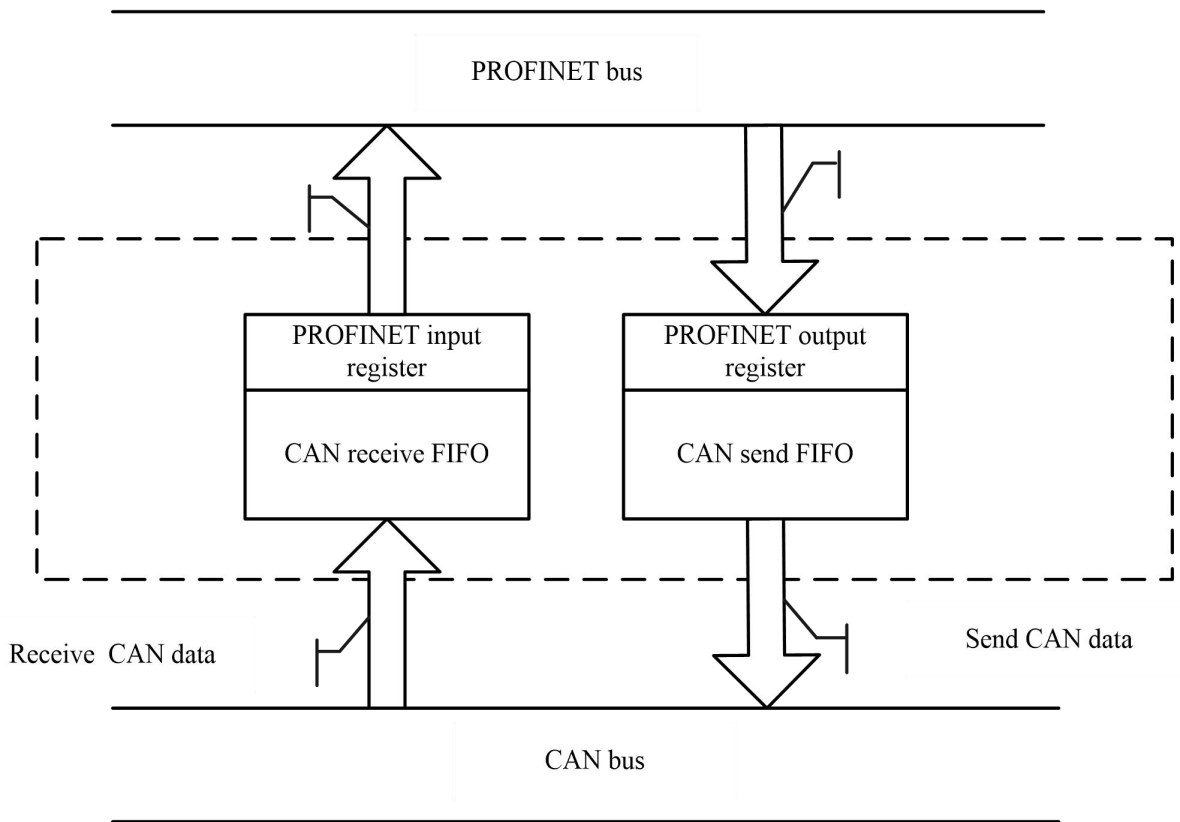 PROFINET bus
PROFINET input
register
CAN receive FIFO
PROFINET output
register
CAN send FIFO
Receive CAN data
Send CAN data
CAN bus